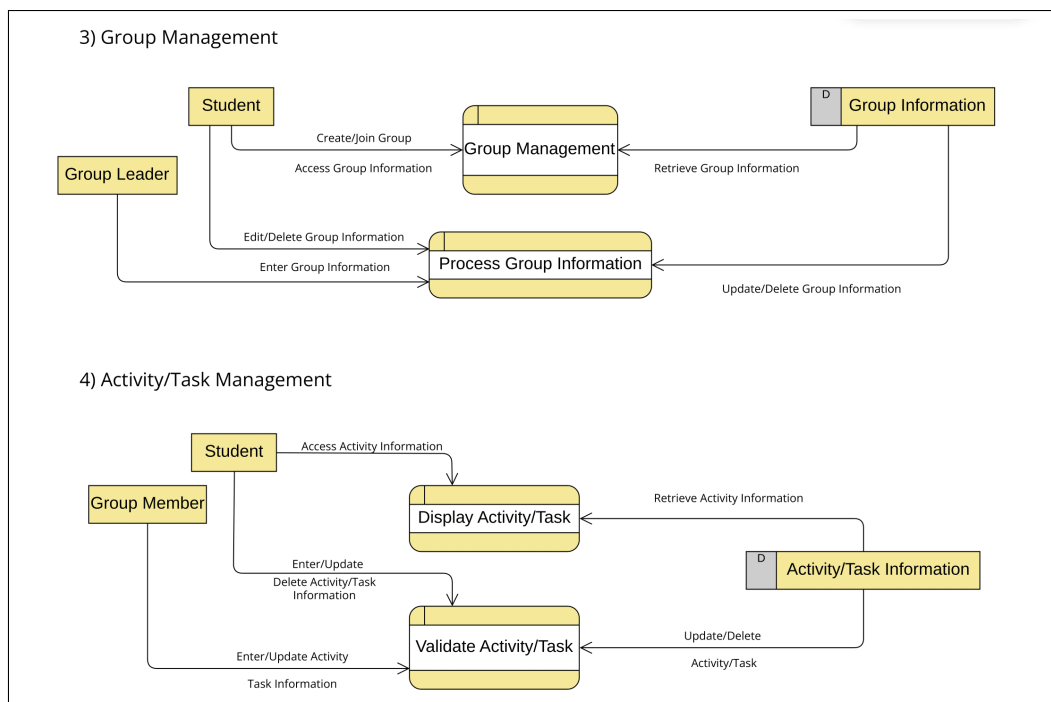 3) Group Management
Student
D
Group Information
Create/Join Group
Group Management
Access Group Information
Retrieve Group Information
Group Leader
Edit/Delete Group Information
Process Group Information
Enter Group Information
Update/Delete Group Information
4) Activity/Task Management
Student
Access Activity Information
Group Member
Retrieve Activity Information
Display Activity/Task
D
Activity/Task Information
Enter/Update
Delete Activity/Task
Information
Validate Activity/Task
Update/Delete
Activity/Task
Enter/Update Activity
Task Information